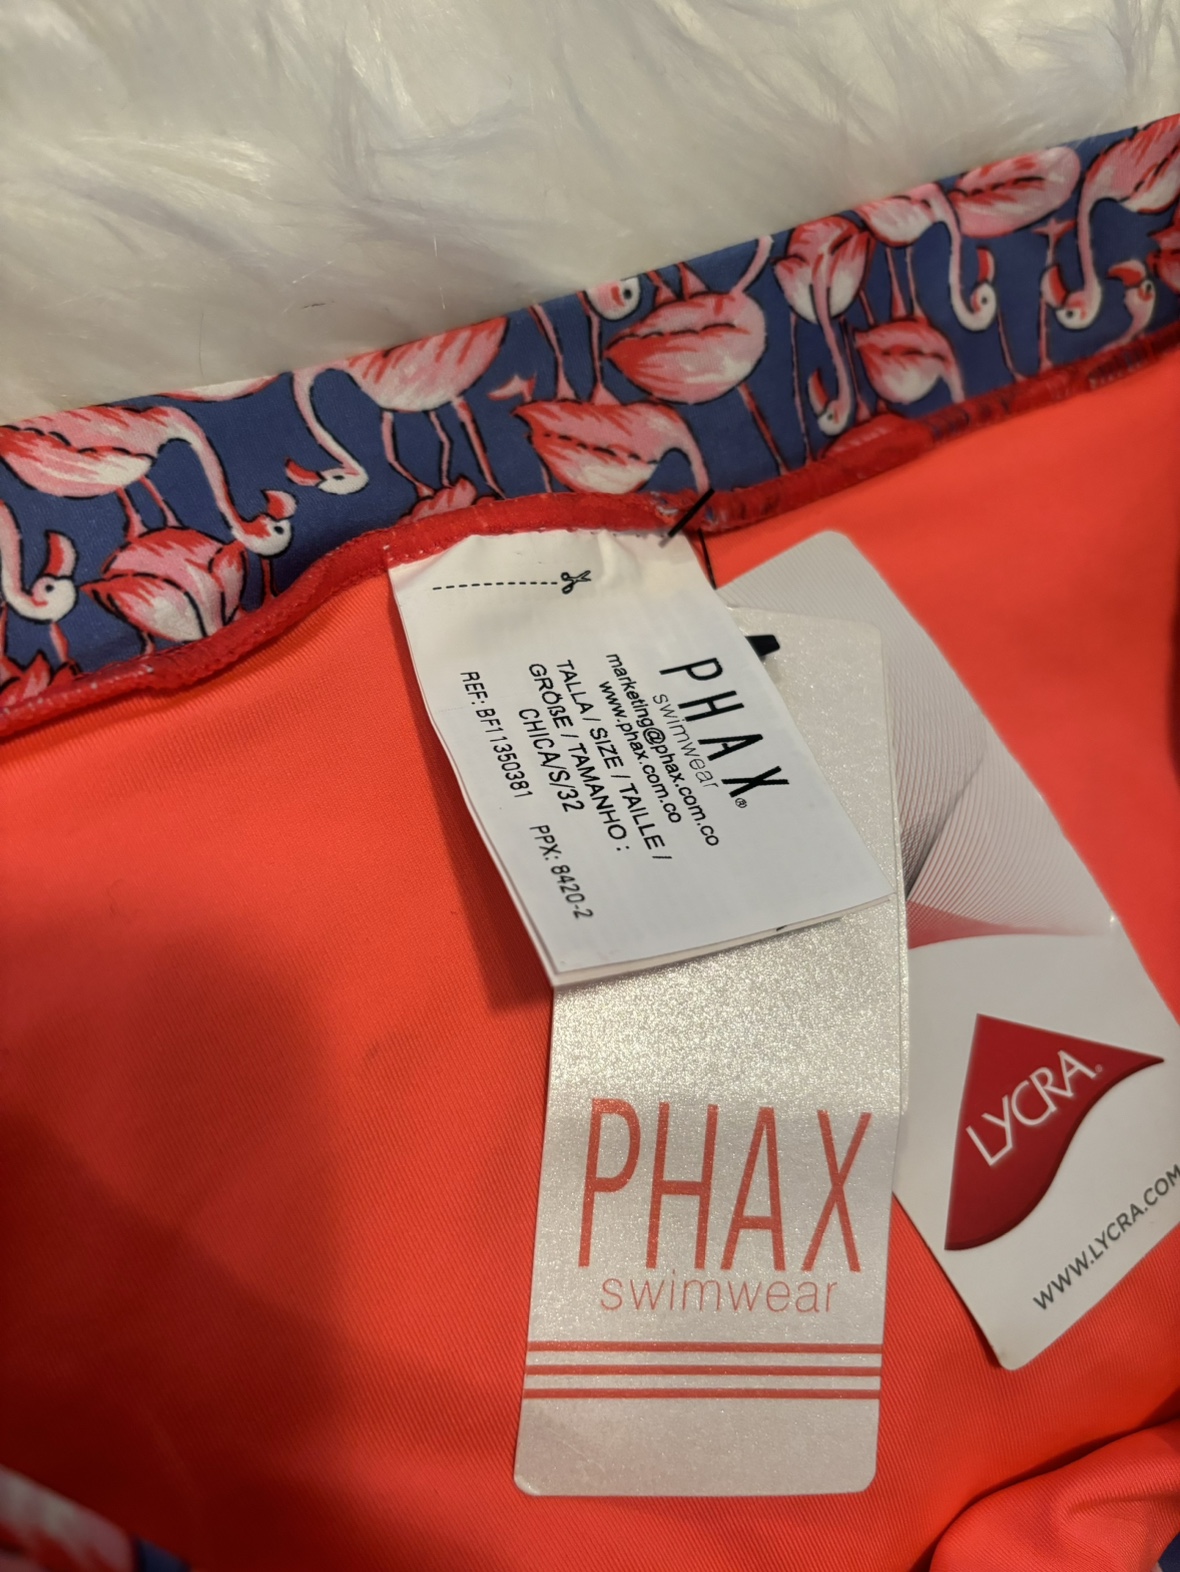 PHAX®
swimwear
marketing@phax.com.co
www.phax.com.co
TALLA / SIZE / TAILLE /
GRÖßE / TAMANHO :
CHICA/S/32
REF: BF11350381 PPX: 8420-2
PHAX
swimwear
LYCRA®
WWW.LYCRA.COM